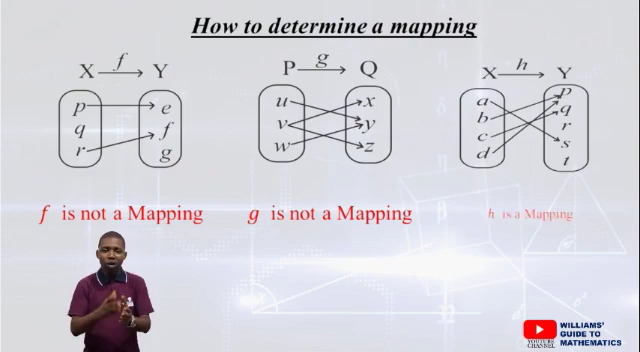 How to determine a mapping
X f Y
p e
q f
r g
P g Q
u x
v y
w z
X h Y
a p
b q
c r
d s
t
f is not a Mapping
g is not a Mapping
h is a Mapping
YOUTUBE CHANNEL
WILLIAMS'
GUIDE TO
MATHEMATICS